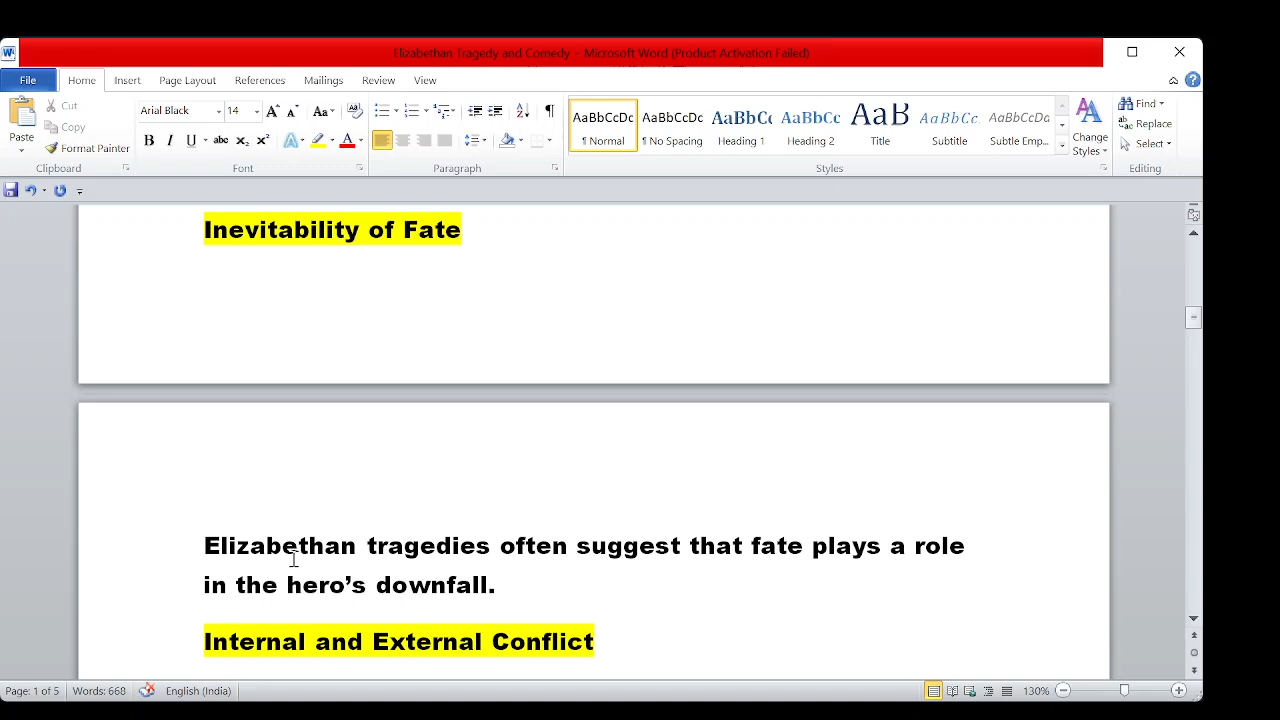 Elizabethan Tragedy and Comedy - Microsoft Word (Product Activation Failed)
File Home Insert Page Layout References Mailings Review View
Paste Cut Copy Format Painter
Arial Black 14
AaBbCcDc AaBbCcDc AaBbCc AaBbCc AaB AaBbCc. AaBbCcDa
¶ Normal ¶ No Spacing Heading 1 Heading 2 Title Subtitle Subtle Emp...
Change Styles
Find Replace Select
Clipboard Font Paragraph Styles Editing
Inevitability of Fate
Elizabethan tragedies often suggest that fate plays a role
in the hero’s downfall.
Internal and External Conflict
Page: 1 of 5 Words: 668 English (India) 130%